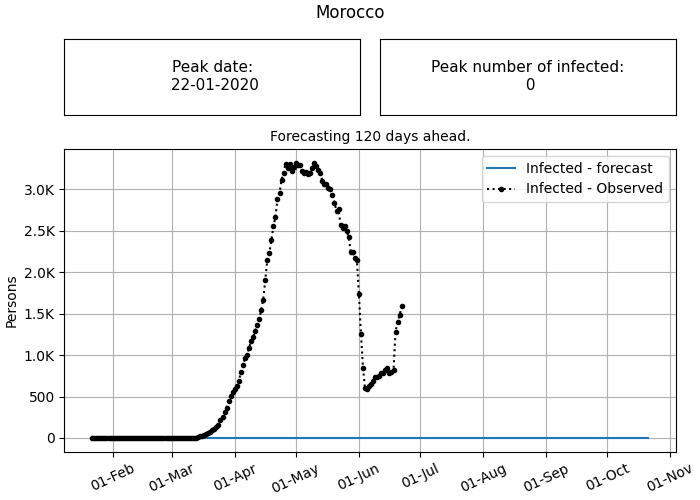 Morocco
Peak date:
22-01-2020
Peak number of infected:
0
Forecasting 120 days ahead.
Infected - forecast
Infected - Observed
Persons
3.0K
2.5K
2.0K
1.5K
1.0K
500
0
01-Feb
01-Mar
01-Apr
01-May
01-Jun
01-Jul
01-Aug
01-Sep
01-Oct
01-Nov